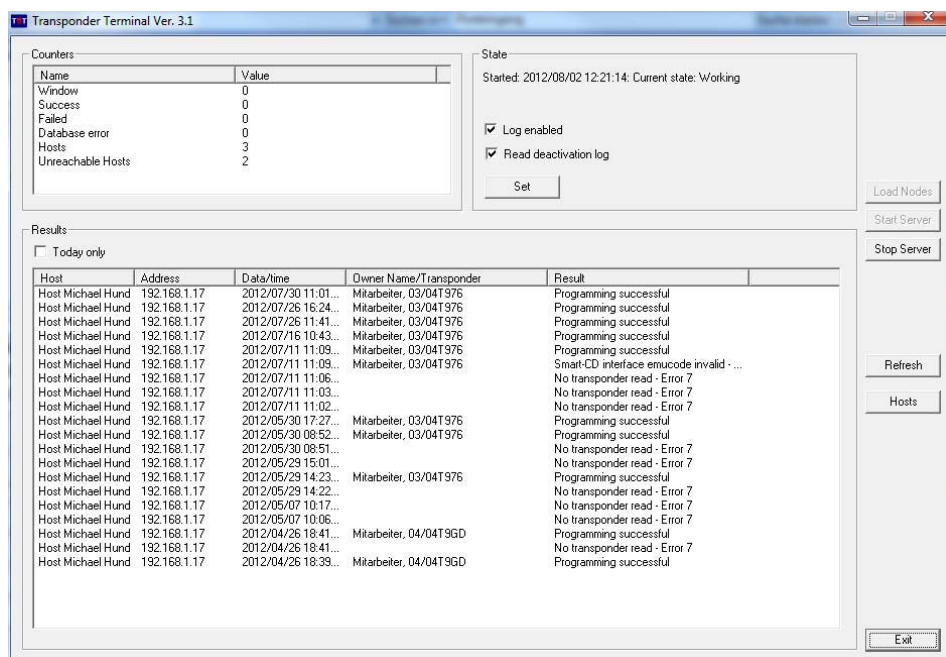 Transponder Terminal Ver. 3.1
Counters
Name Value
Window 0
Success 0
Failed 0
Database error 0
Hosts 3
Unreachable Hosts 2
State
Started: 2012/08/02 12:21:14: Current state: Working
Log enabled
Read deactivation log
Set
Load Nodes
Start Server
Stop Server
Results
Today only
Host Address Data/time Owner Name/Transponder Result
Host Michael Hund 192.168.1.17 2012/07/30 11:01... Mitarbeiter, 03/04T976 Programming successful
Host Michael Hund 192.168.1.17 2012/07/26 16:24... Mitarbeiter, 03/04T976 Programming successful
Host Michael Hund 192.168.1.17 2012/07/26 11:41... Mitarbeiter, 03/04T976 Programming successful
Host Michael Hund 192.168.1.17 2012/07/16 10:43... Mitarbeiter, 03/04T976 Programming successful
Host Michael Hund 192.168.1.17 2012/07/11 11:09... Mitarbeiter, 03/04T976 Programming successful
Host Michael Hund 192.168.1.17 2012/07/11 11:09... Mitarbeiter, 03/04T976 Smart-CD interface emucode invalid - ...
Host Michael Hund 192.168.1.17 2012/07/11 11:06... No transponder read - Error 7
Host Michael Hund 192.168.1.17 2012/07/11 11:03... No transponder read - Error 7
Host Michael Hund 192.168.1.17 2012/07/11 11:02... No transponder read - Error 7
Host Michael Hund 192.168.1.17 2012/05/30 17:27... Mitarbeiter, 03/04T976 Programming successful
Host Michael Hund 192.168.1.17 2012/05/30 08:52... Mitarbeiter, 03/04T976 Programming successful
Host Michael Hund 192.168.1.17 2012/05/30 08:51... No transponder read - Error 7
Host Michael Hund 192.168.1.17 2012/05/29 15:01... No transponder read - Error 7
Host Michael Hund 192.168.1.17 2012/05/29 14:23... Mitarbeiter, 03/04T976 Programming successful
Host Michael Hund 192.168.1.17 2012/05/29 14:22... No transponder read - Error 7
Host Michael Hund 192.168.1.17 2012/05/07 10:17... No transponder read - Error 7
Host Michael Hund 192.168.1.17 2012/05/07 10:06... No transponder read - Error 7
Host Michael Hund 192.168.1.17 2012/04/26 18:41... Mitarbeiter, 04/04T9GD Programming successful
Host Michael Hund 192.168.1.17 2012/04/26 18:41... No transponder read - Error 7
Host Michael Hund 192.168.1.17 2012/04/26 18:39... Mitarbeiter, 04/04T9GD Programming successful
Refresh
Hosts
Exit